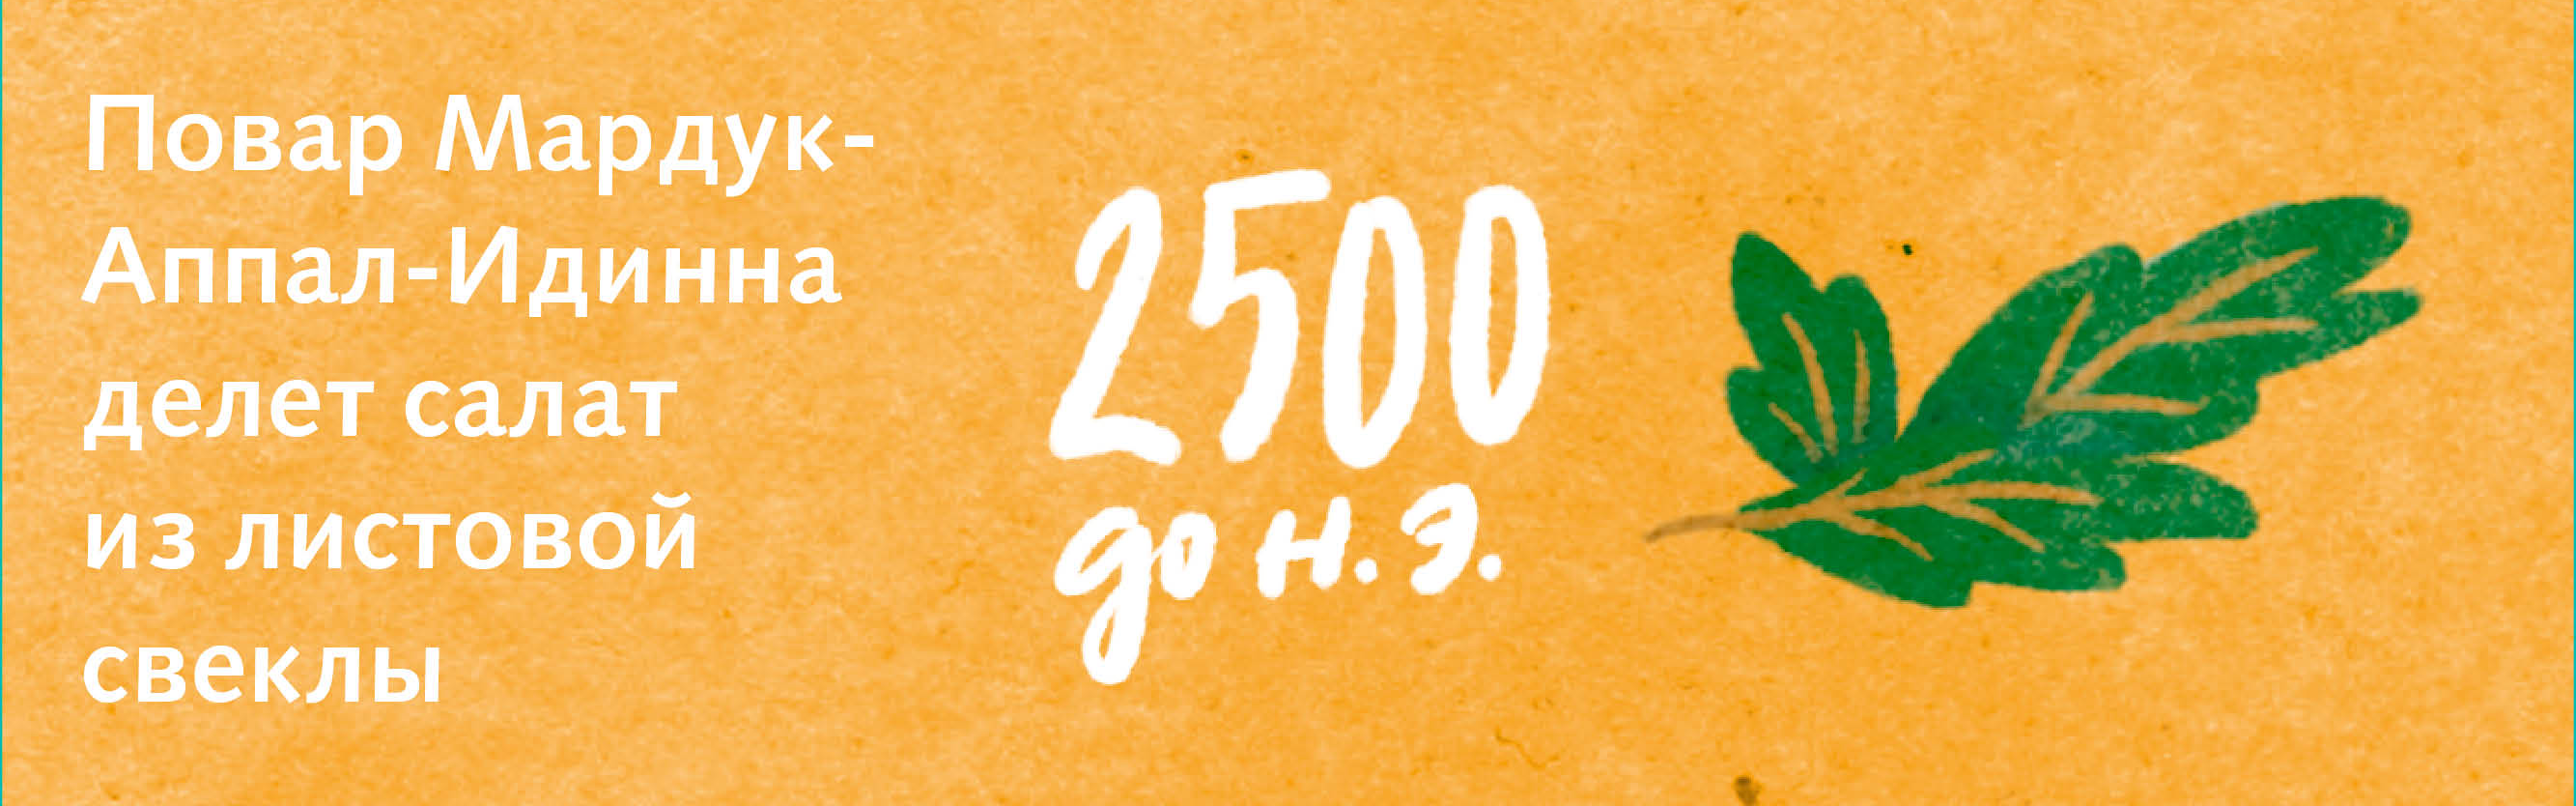 Повар Мардук-
Аппал-Идинна
делет салат
из листовой
свеклы
2500
до н. э.